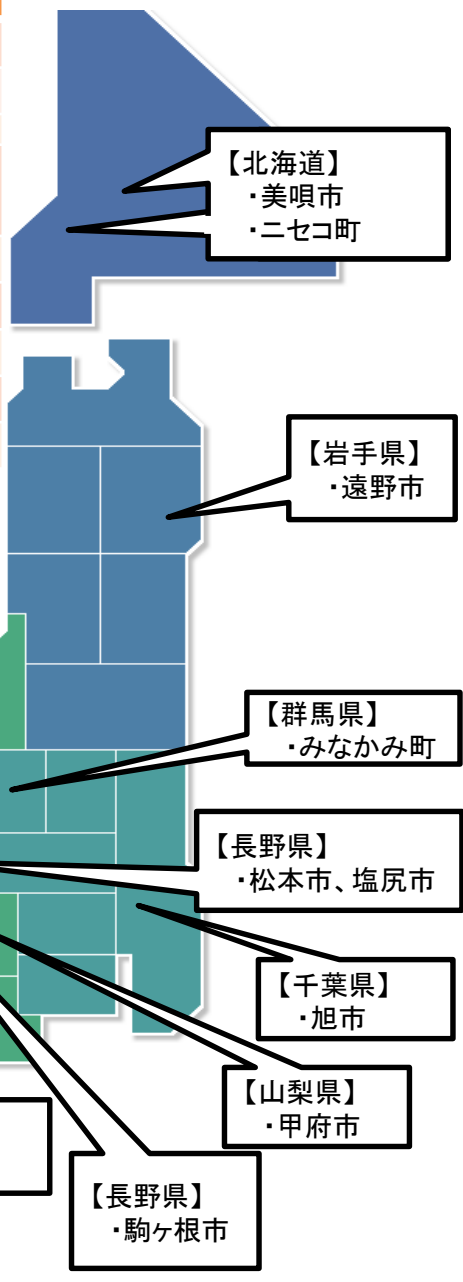 【北海道】
・美唄市
・ニセコ町
【岩手県】
・遠野市
【群馬県】
・みなかみ町
【長野県】
・松本市、塩尻市
【千葉県】
・旭市
【山梨県】
・甲府市
【長野県】
・駒ヶ根市